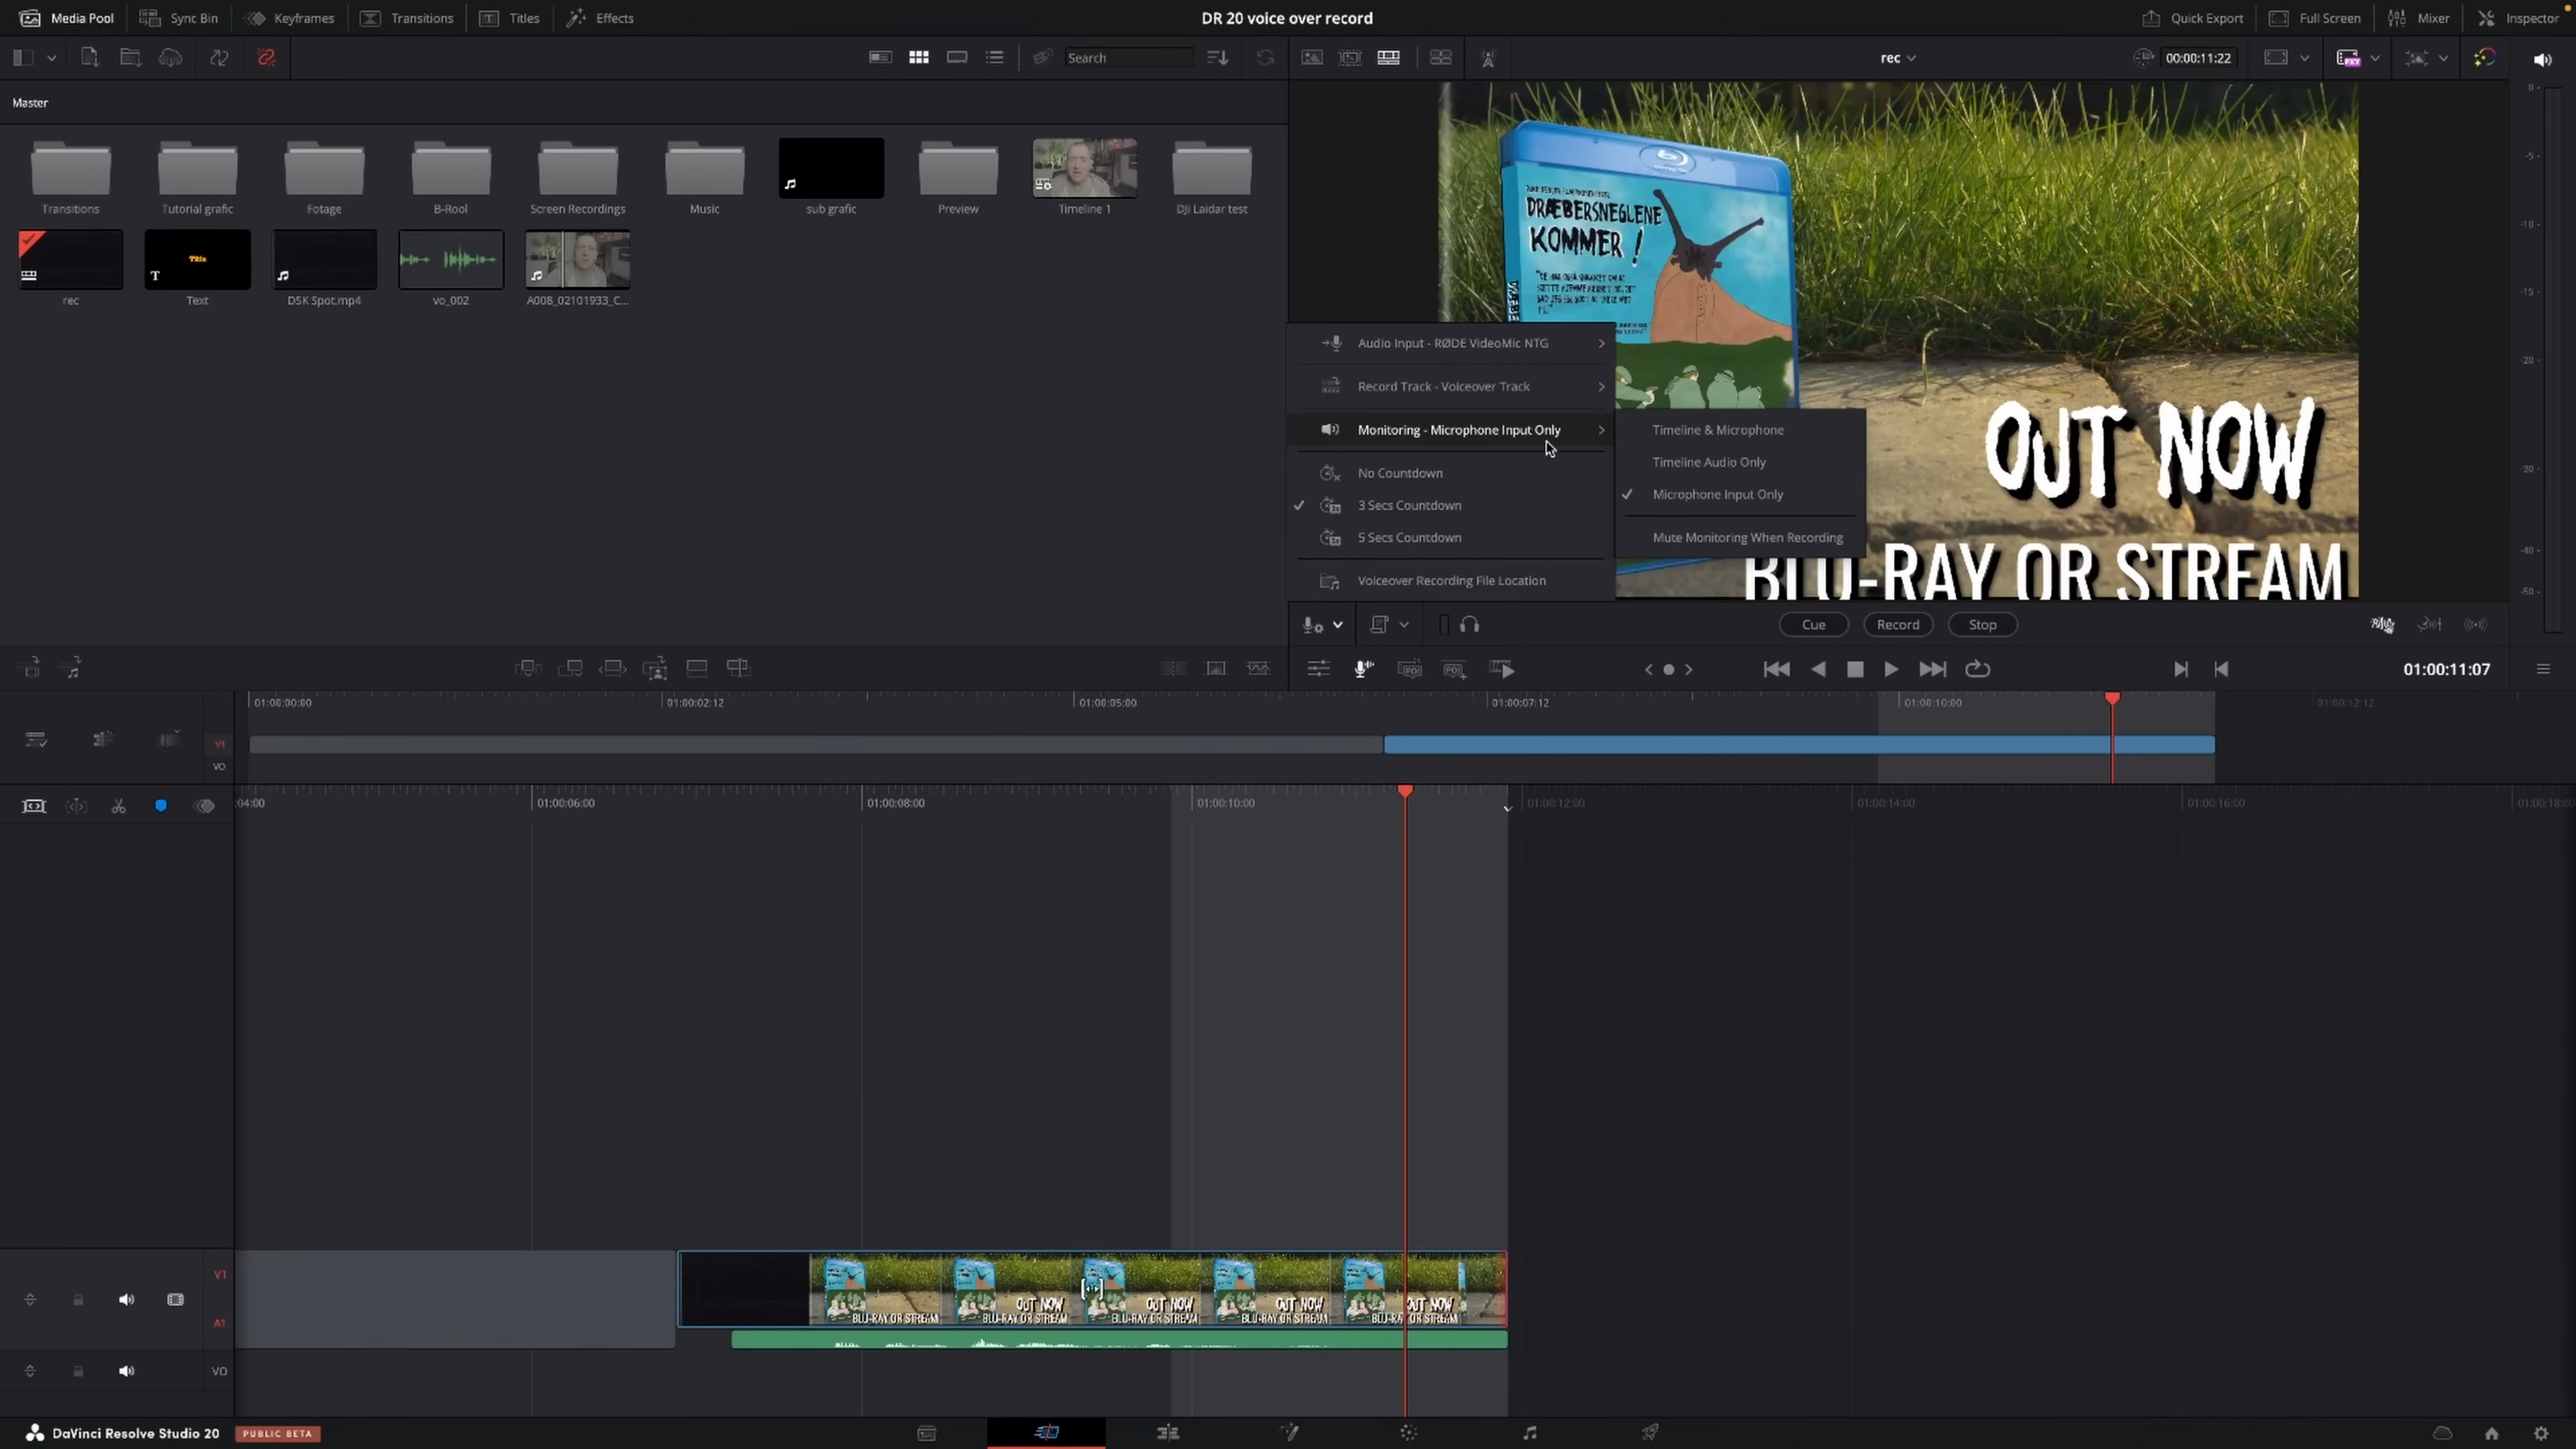 Media Pool
Sync Bin
Keyframes
Transitions
Titles
Effects
DR 20 voice over record
Quick Export
Full Screen
Mixer
Inspector
Search
rec
00:00:11:22
Master
Transitions
Tutorial grafic
Fotage
B-Rool
Screen Recordings
Music
sub grafic
Preview
Timeline 1
DJI Laidar test
rec
Text
DSK Spot.mp4
vo_002
A008_02101933_C...
DRÆBERSNEGLENE
KOMMER !
OUT NOW
BLU-RAY OR STREAM
Audio Input - RØDE VideoMic NTG
Record Track - Voiceover Track
Monitoring - Microphone Input Only
No Countdown
3 Secs Countdown
5 Secs Countdown
Voiceover Recording File Location
Timeline & Microphone
Timeline Audio Only
Microphone Input Only
Mute Monitoring When Recording
0
-5
-10
-15
-20
-30
-40
-50
Cue
Record
Stop
01:00:11:07
01:00:00:00
01:00:02:12
01:00:05:00
01:00:07:12
01:00:10:00
01:00:12:12
V1
VO
:04:00
01:00:06:00
01:00:08:00
01:00:10:00
01:00:12:00
01:00:14:00
01:00:16:00
01:00:18:00
V1
A1
VO
OUT NOW
BLU-RAY OR STREAM
OUT NOW
BLU-RAY OR STREAM
OUT NOW
BLU-RAY OR STREAM
OUT NOW
BLU-RAY OR STREAM
DaVinci Resolve Studio 20
PUBLIC BETA